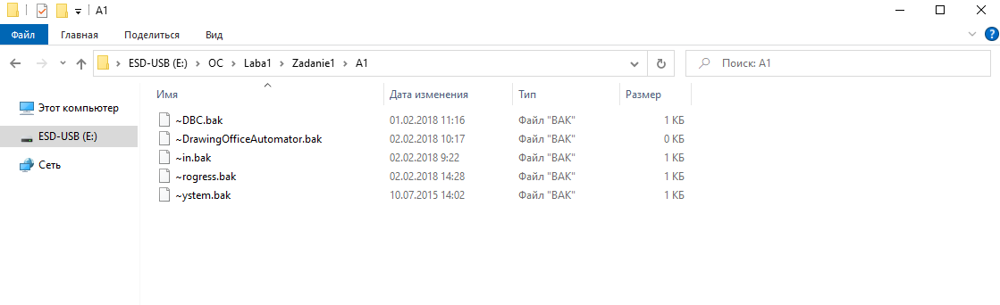 A1
Файл Главная Поделиться Вид
ESD-USB (E:) ОС Laba1 Zadanie1 A1 Поиск: A1
Имя Дата изменения Тип Размер
Этот компьютер
ESD-USB (E:)
Сеть
~DBC.bak 01.02.2018 11:16 Файл "BAK" 1 КБ
~DrawingOfficeAutomator.bak 02.02.2018 10:17 Файл "BAK" 0 КБ
~in.bak 02.02.2018 9:22 Файл "BAK" 1 КБ
~rogress.bak 02.02.2018 14:28 Файл "BAK" 1 КБ
~ystem.bak 10.07.2015 14:02 Файл "BAK" 1 КБ